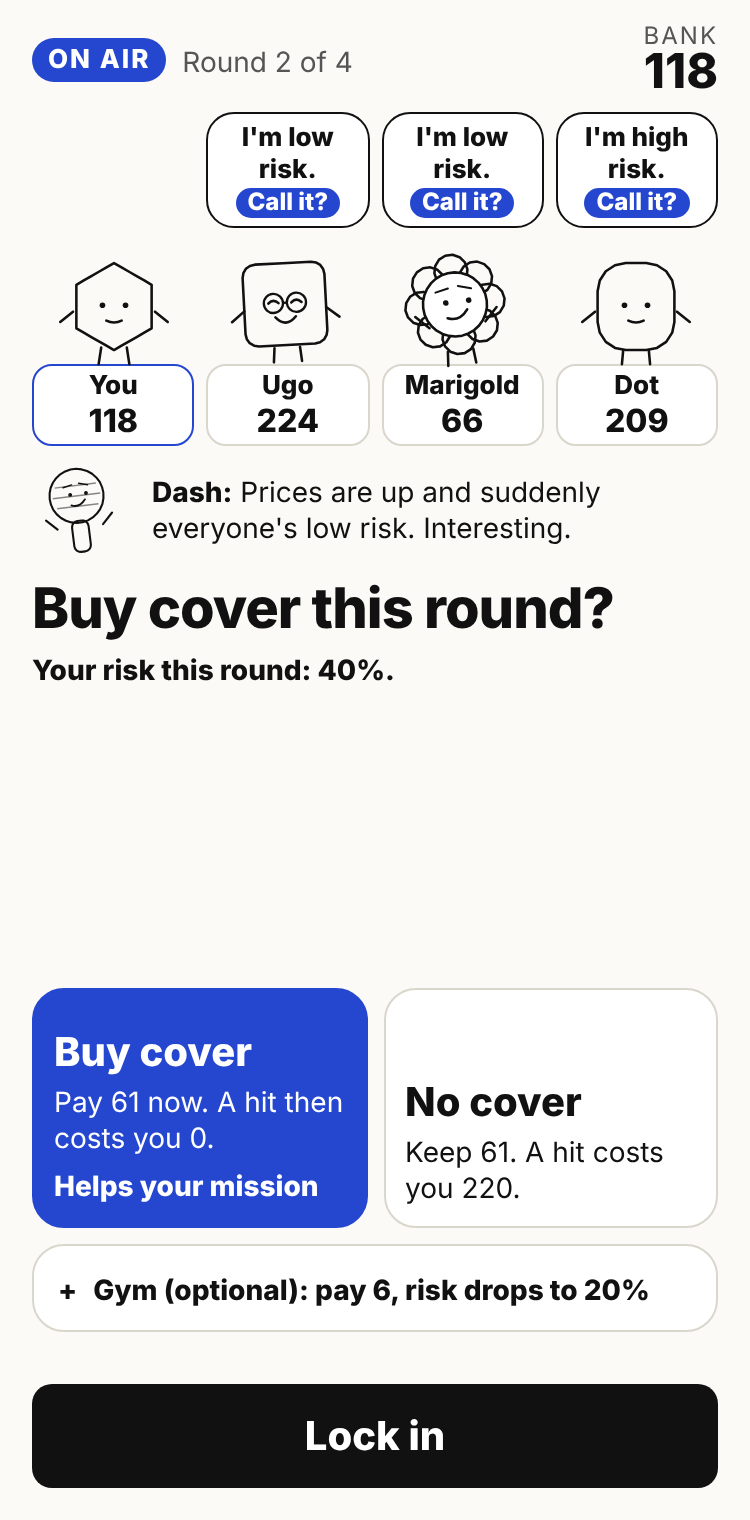 ON AIR
Round 2 of 4
BANK
118
I'm low
risk.
Call it?
I'm low
risk.
Call it?
I'm high
risk.
Call it?
You
118
Ugo
224
Marigold
66
Dot
209
Dash: Prices are up and suddenly
everyone's low risk. Interesting.
Buy cover this round?
Your risk this round: 40%.
Buy cover
Pay 61 now. A hit then
costs you 0.
Helps your mission
No cover
Keep 61. A hit costs
you 220.
+ Gym (optional): pay 6, risk drops to 20%
Lock in